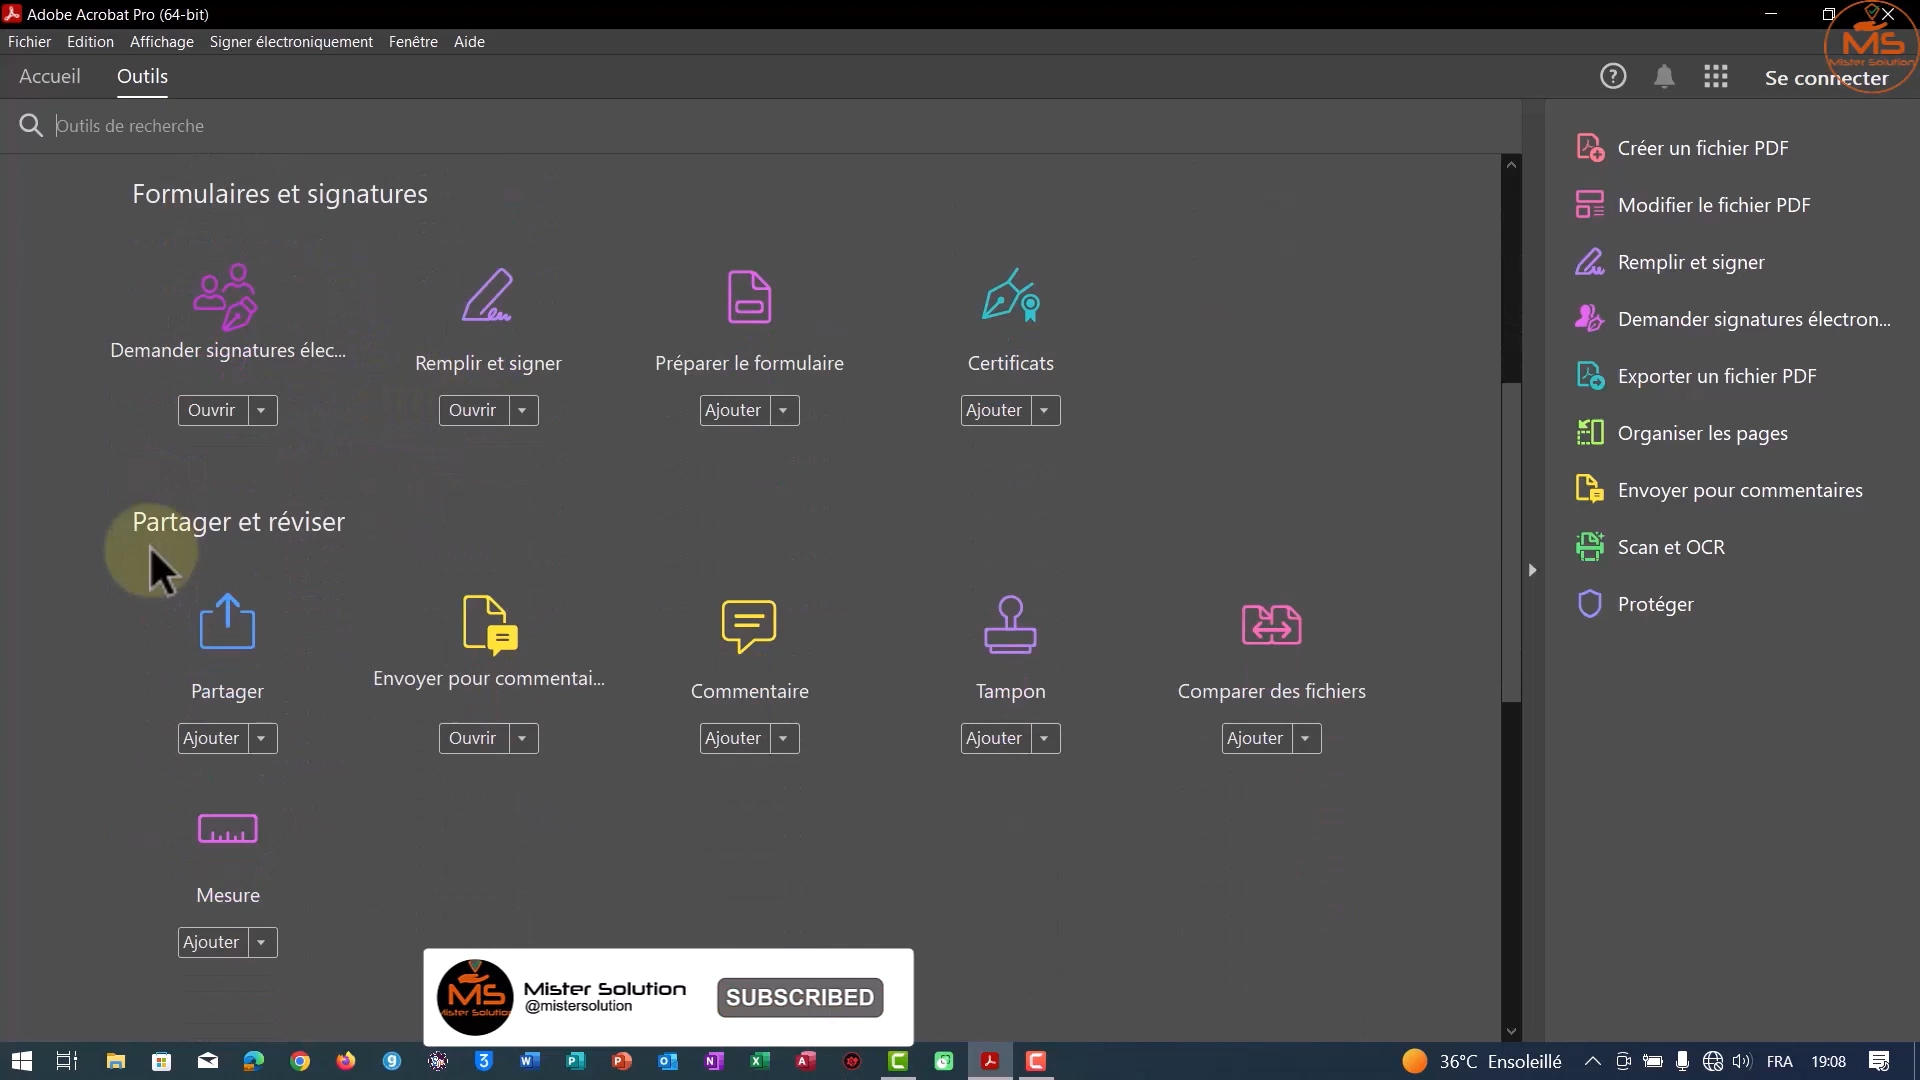 Adobe Acrobat Pro (64-bit)
Fichier Edition Affichage Signer électroniquement Fenêtre Aide
Accueil Outils
Se connecter
MS
Mister Solution
Outils de recherche
Formulaires et signatures
Demander signatures élec...
Remplir et signer
Préparer le formulaire
Certificats
Ouvrir
Ouvrir
Ajouter
Ajouter
Partager et réviser
Partager
Envoyer pour commentai...
Commentaire
Tampon
Comparer des fichiers
Ajouter
Ouvrir
Ajouter
Ajouter
Ajouter
Mesure
Ajouter
Créer un fichier PDF
Modifier le fichier PDF
Remplir et signer
Demander signatures électron...
Exporter un fichier PDF
Organiser les pages
Envoyer pour commentaires
Scan et OCR
Protéger
MS
Mister Solution
Mister Solution
@mistersolution
SUBSCRIBED
36°C Ensoleillé
FRA
19:08